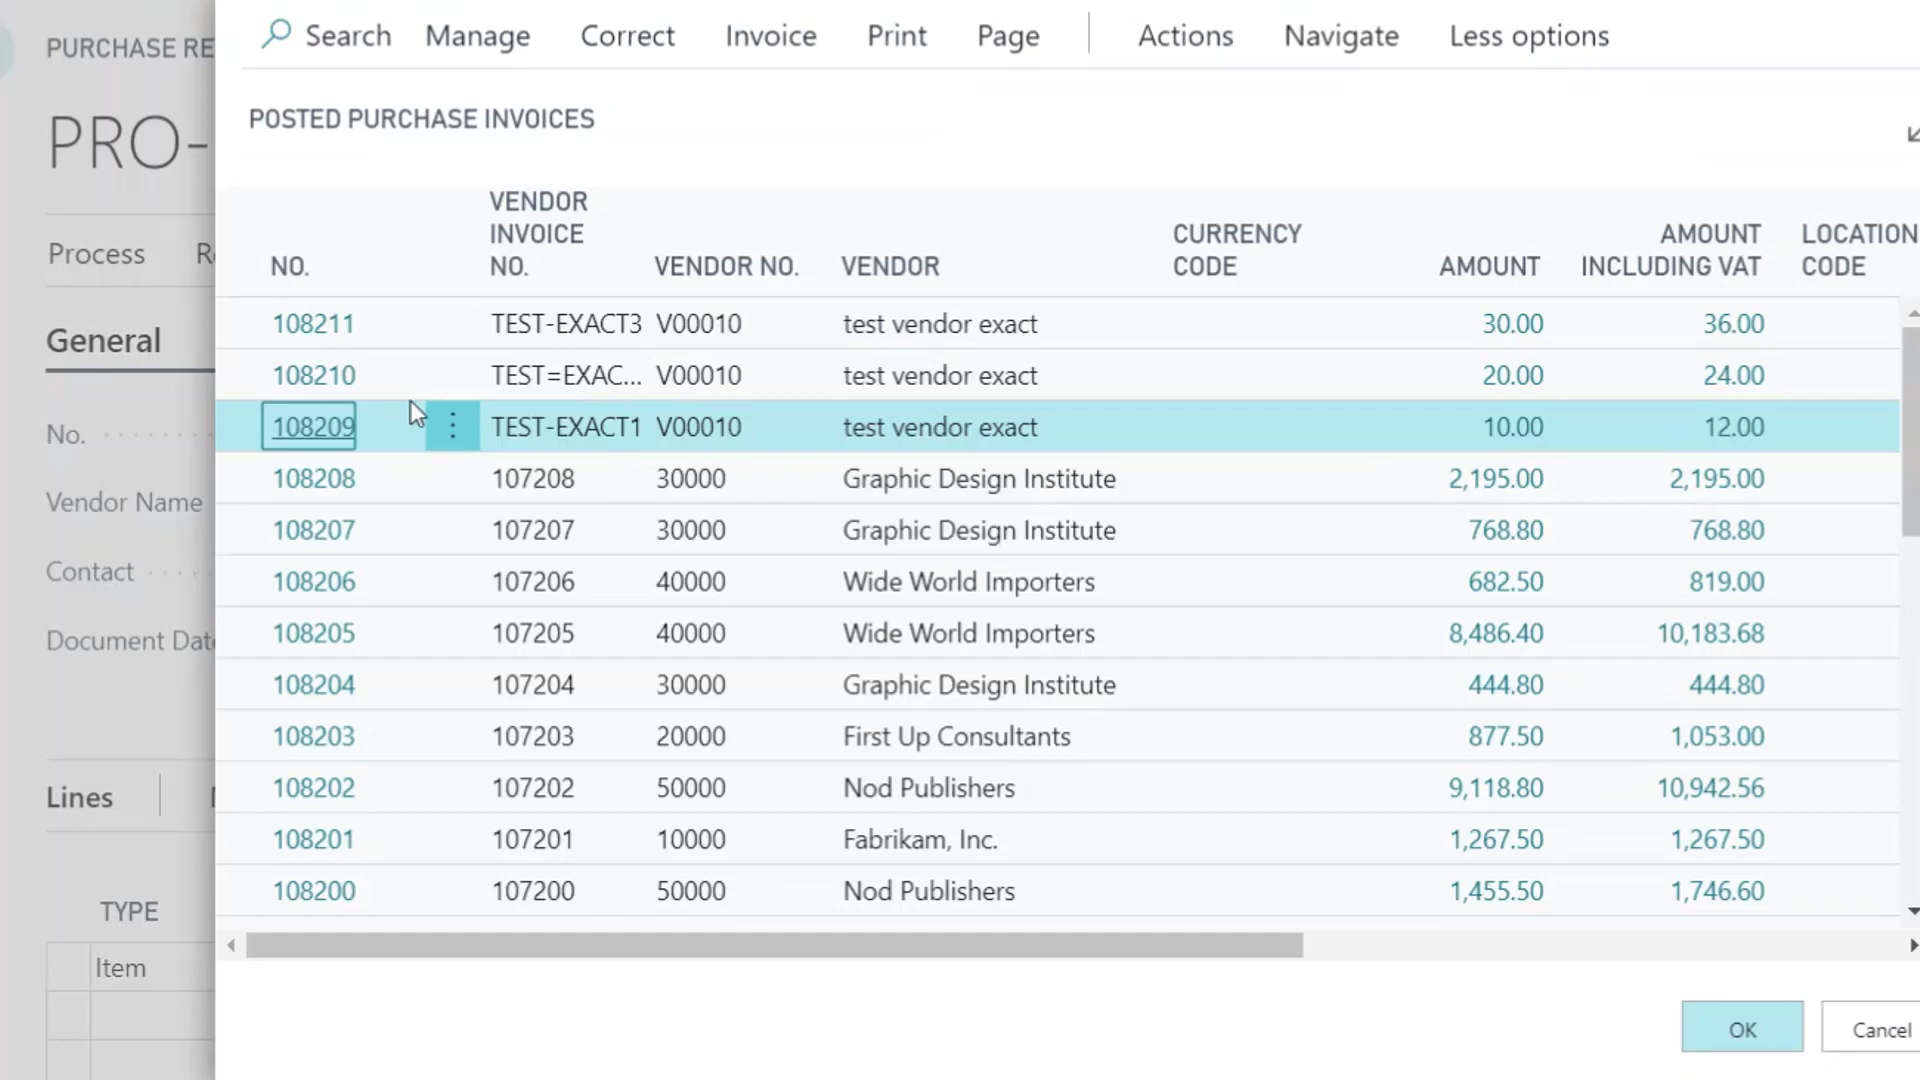 PURCHASE RE
PRO-
Process
General
No.
Vendor Name
Contact
Document Date
Lines
TYPE
Item
Search Manage Correct Invoice Print Page Actions Navigate Less options
POSTED PURCHASE INVOICES
NO. VENDOR INVOICE NO. VENDOR NO. VENDOR CURRENCY CODE AMOUNT AMOUNT INCLUDING VAT LOCATION CODE
108211 TEST-EXACT3 V00010 test vendor exact 30.00 36.00
108210 TEST=EXAC... V00010 test vendor exact 20.00 24.00
108209 TEST-EXACT1 V00010 test vendor exact 10.00 12.00
108208 107208 30000 Graphic Design Institute 2,195.00 2,195.00
108207 107207 30000 Graphic Design Institute 768.80 768.80
108206 107206 40000 Wide World Importers 682.50 819.00
108205 107205 40000 Wide World Importers 8,486.40 10,183.68
108204 107204 30000 Graphic Design Institute 444.80 444.80
108203 107203 20000 First Up Consultants 877.50 1,053.00
108202 107202 50000 Nod Publishers 9,118.80 10,942.56
108201 107201 10000 Fabrikam, Inc. 1,267.50 1,267.50
108200 107200 50000 Nod Publishers 1,455.50 1,746.60
OK Cancel